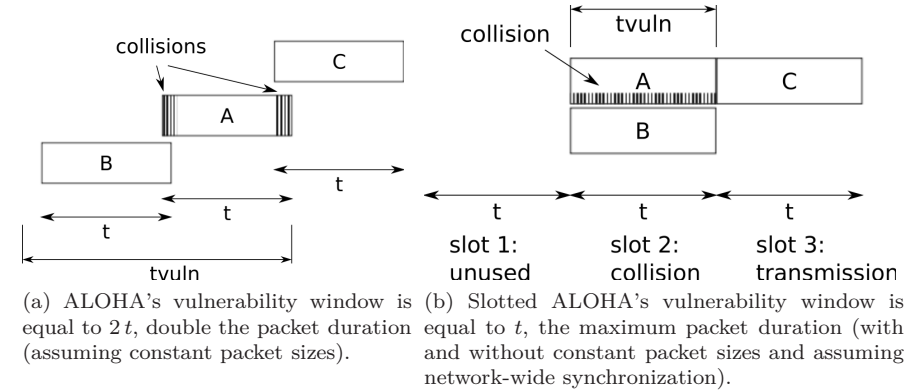 collisions
C
A
B
t
t
t
tvuln
(a) ALOHA's vulnerability window is
equal to 2 t, double the packet duration
(assuming constant packet sizes).
tvuln
collision
A
C
B
t
t
t
slot 1:
unused
slot 2:
collision
slot 3:
transmission
(b) Slotted ALOHA's vulnerability window is
equal to t, the maximum packet duration (with
and without constant packet sizes and assuming
network-wide synchronization).